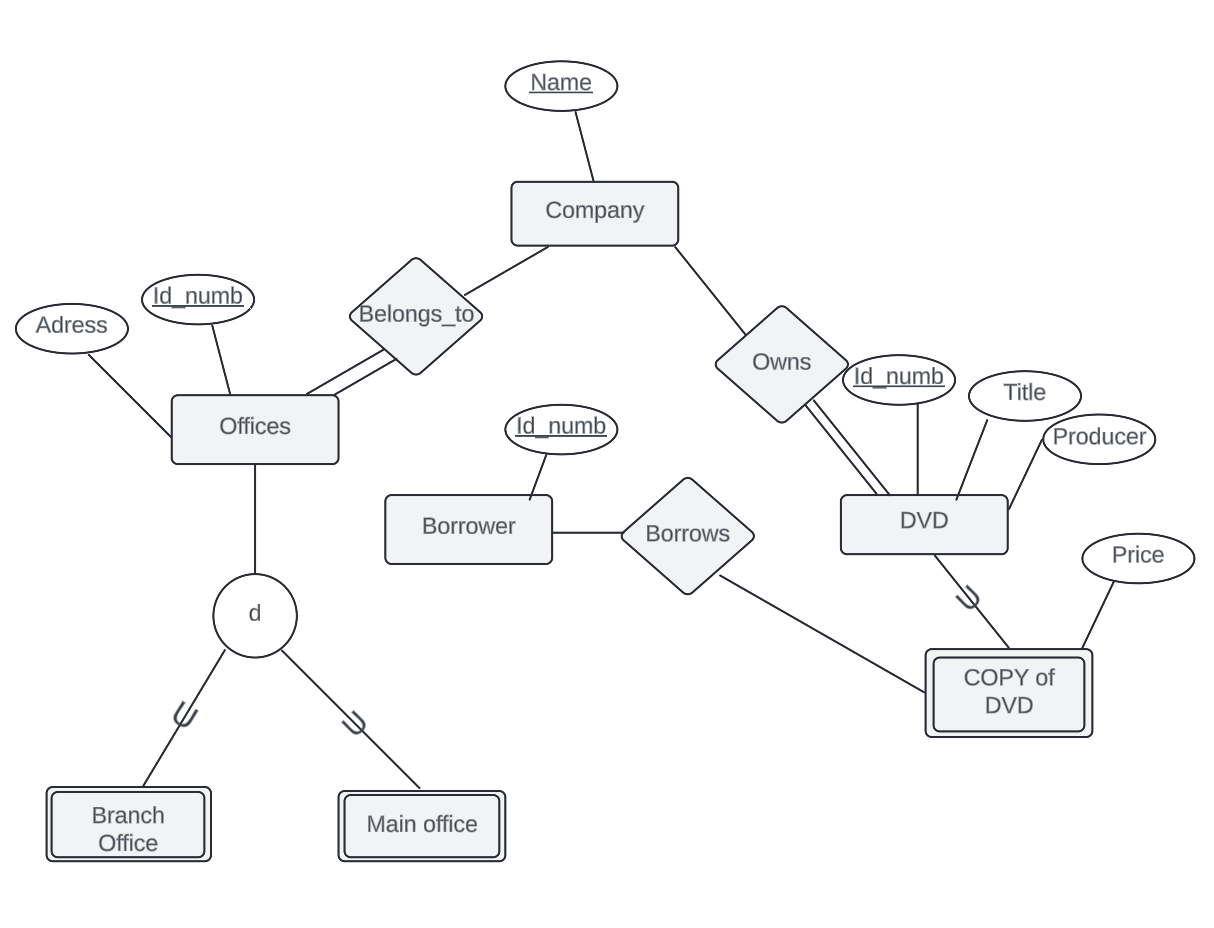 Name
Company
Id_numb
Adress
Belongs_to
Owns
Id_numb
Title
Producer
Offices
Id_numb
Borrower
Borrows
DVD
Price
d
COPY of
DVD
Branch
Office
Main office